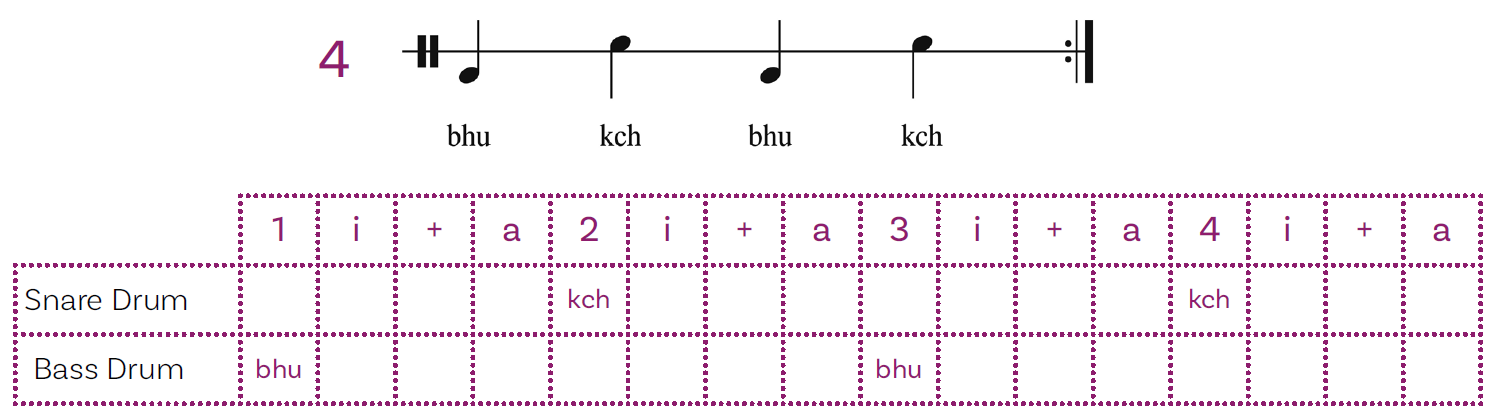 4
bhu kch bhu kch
1 i + a 2 i + a 3 i + a 4 i + a
Snare Drum kch kch
Bass Drum bhu bhu